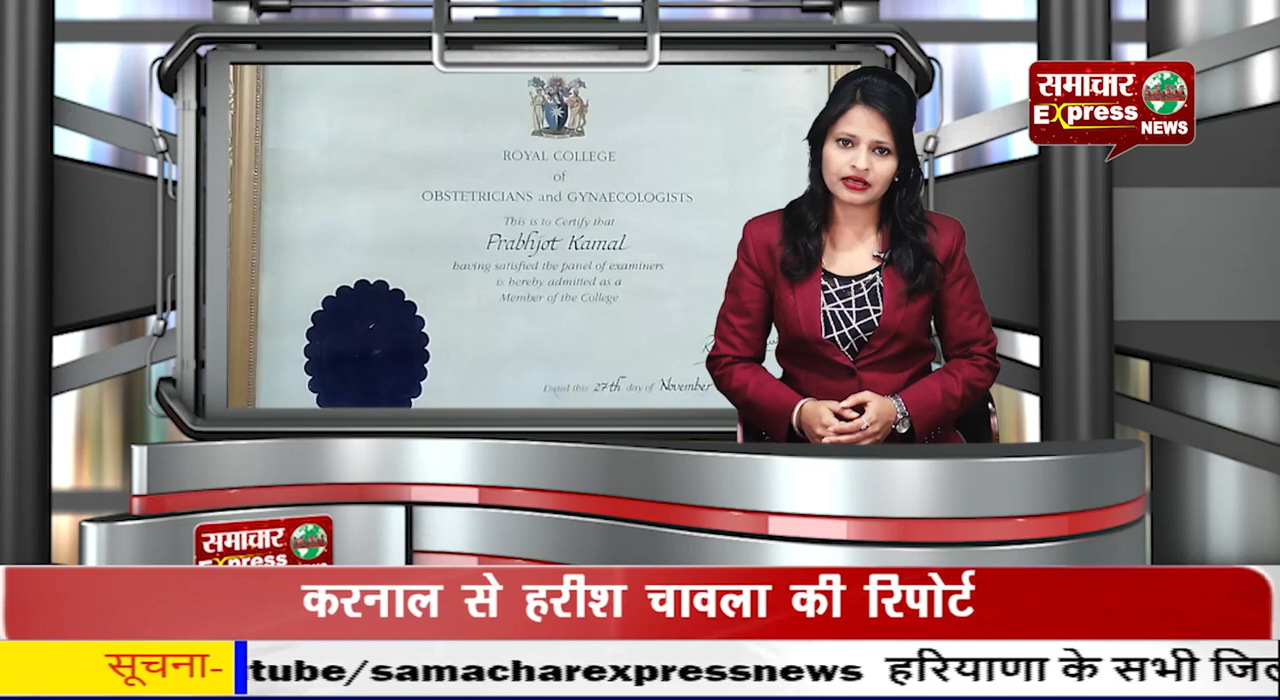 समाचार
Express
NEWS
ROYAL COLLEGE
of
OBSTETRICIANS and GYNAECOLOGISTS
This is to Certify that
Prabhjot Kamal
having satisfied the panel of examiners
is hereby admitted as a
Member of the College
27th day of November
समाचार
Express
करनाल से हरीश चावला की रिपोर्ट
सूचना- tube/samacharexpressnews हरियाणा के सभी